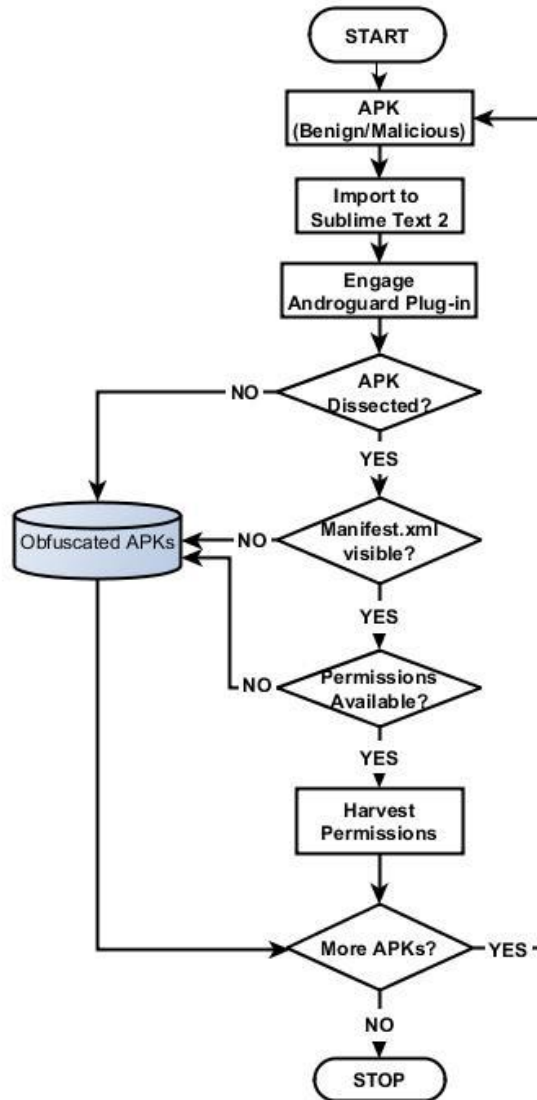 START
APK
(Benign/Malicious)
Import to
Sublime Text 2
Engage
Androguard Plug-in
APK
Dissected?
NO
YES
Obfuscated APKs
NO
Manifest.xml
visible?
YES
NO
Permissions
Available?
YES
Harvest
Permissions
More APKs?
YES
NO
STOP